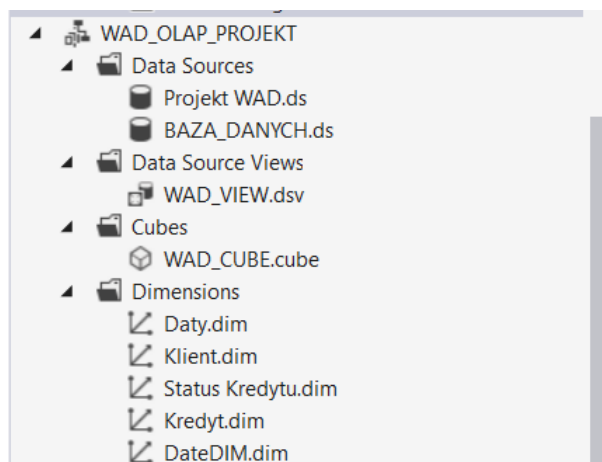 WAD_OLAP_PROJEKT
Data Sources
Projekt WAD.ds
BAZA_DANYCH.ds
Data Source Views
WAD_VIEW.dsv
Cubes
WAD_CUBE.cube
Dimensions
Daty.dim
Klient.dim
Status Kredytu.dim
Kredyt.dim
DateDIM.dim